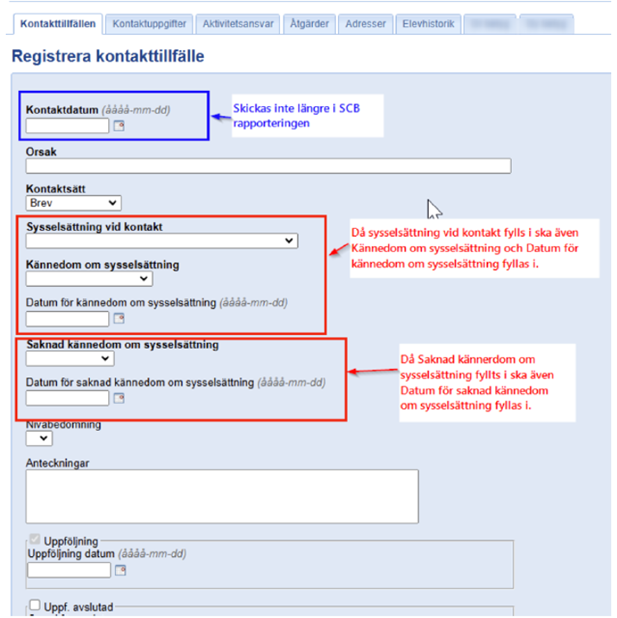 Kontakttillfällen Kontaktuppgifter Aktivitetsansvar Åtgärder Adresser Elevhistorik
Registrera kontakttillfälle
Kontaktdatum (åååå-mm-dd)
Skickas inte längre i SCB
rapporteringen
Orsak
Kontaktsätt
Brev
Sysselsättning vid kontakt
Då sysselsättning vid kontakt fylls i ska även
Kännedom om sysselsättning och Datum för
kännedom om sysselsättning fyllas i.
Kännedom om sysselsättning
Datum för kännedom om sysselsättning (åååå-mm-dd)
Saknad kännedom om sysselsättning
Då Saknad kännerdom om
sysselsättning fyllts i ska även
Datum för saknad kännedom
om sysselsättning fyllas i.
Datum för saknad kännedom om sysselsättning (åååå-mm-dd)
Nivåbedömning
Anteckningar
Uppföljning
Uppföljning datum (åååå-mm-dd)
Uppf. avslutad